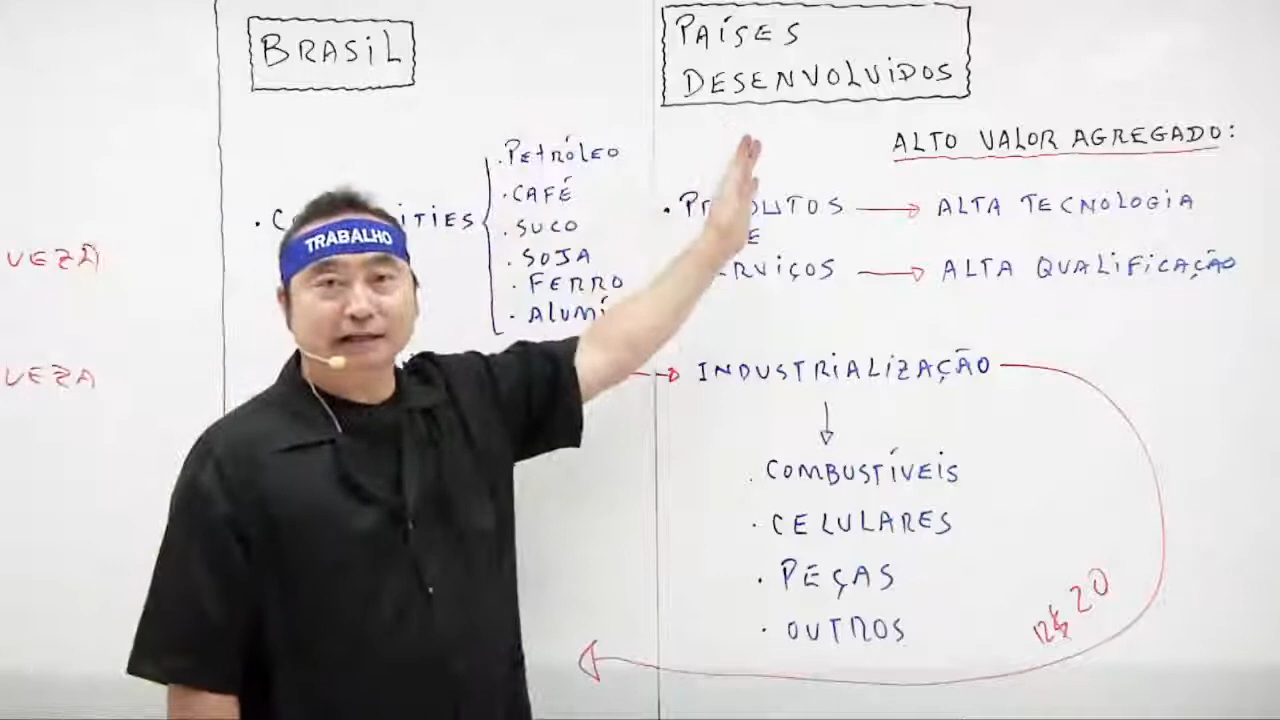 BRASIL
PAÍSES
DESENVOLVIDOS
ALTO VALOR AGREGADO:
. PETRÓLEO
. CAFÉ
. SUCO
. SOJA
. FERRO
ALTA TECNOLOGIA
ALTA QUALIFICAÇÃO
TRABALHO
INDUSTRIALIZAÇÃO
. COMBUSTÍVEIS
. CELULARES
. PEÇAS
. OUTROS
R$ 20